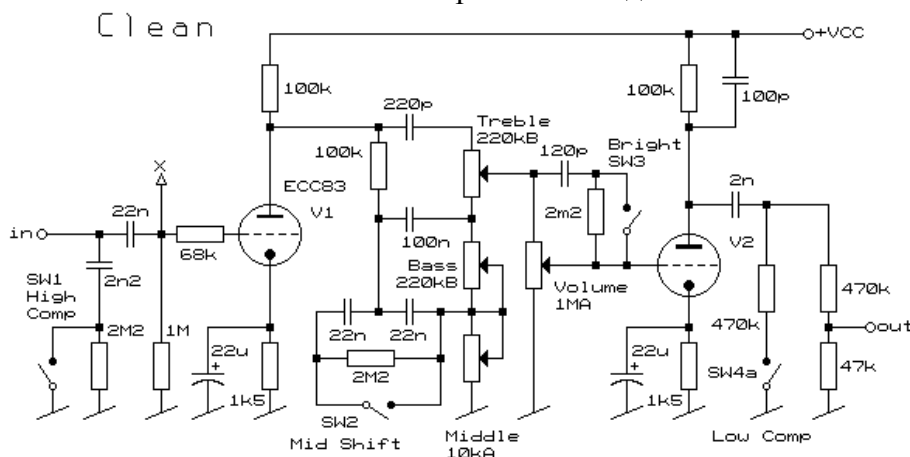 Clean
+VCC
100k
100k
100p
220p
Treble
220kB
100k
120p
Bright
SW3
X
ECC83
V1
2m2
2n
22n
in
68k
100n
V2
2n2
SW1
High
Comp
Bass
220kB
Volume
1MA
470k
470k
out
22n
22n
2M2
1M
22u
+
1k5
2M2
22u
+
1k5
SW4a
47k
SW2
Mid Shift
Middle
10kA
Low Comp